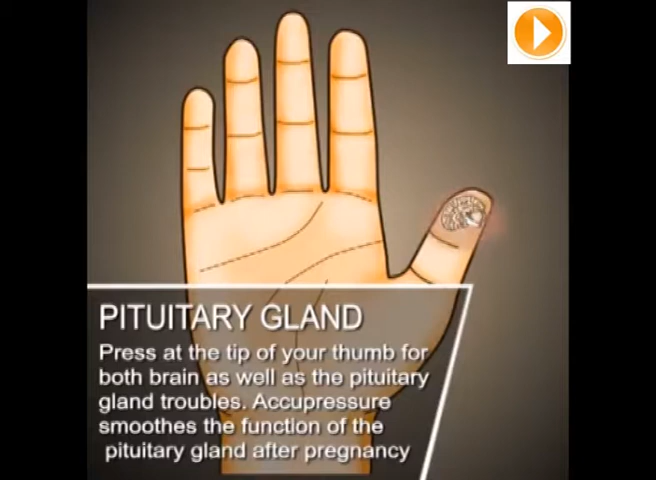 PITUITARY GLAND
Press at the tip of your thumb for
both brain as well as the pituitary
gland troubles. Accupressure
smoothes the function of the
pituitary gland after pregnancy